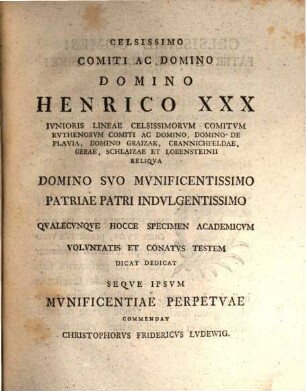 CELSISSIMO
COMITI AC DOMINO
DOMINO
HENRICO XXX
IVNIORIS LINEAE CELSISSIMORVM COMITVM
RVTHENORVM COMITI AC DOMINO, DOMINO DE
PLAVIA, DOMINO GRAIZAE, CRANNICHFELDAE,
GERAE, SCHLAIZAE ET LOBENSTEINII
RELIQVA
DOMINO SVO MVNIFICENTISSIMO
PATRIAE PATRI INDVLGENTISSIMO
QVALECVNQVE HOCCE SPECIMEN ACADEMICVM
VOLVNTATIS ET CONATVS TESTEM
DICAT DEDICAT
SEQVE IPSVM
MVNIFICENTIAE PERPETVAE
COMMENDAT
CHRISTOPHORVS FRIDERICVS LVDEWIG.